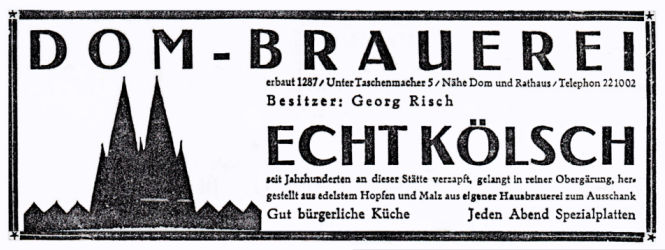 DOM-BRAUEREI
erbaut 1287 / Unter Taschenmacher 5 / Nähe Dom und Rathaus / Telephon 221002
Besitzer: Georg Risch
ECHT KÖLSCH
seit Jahrhunderten an dieser Stätte verzapft, gelangt in reiner Obergärung, her-
gestellt aus edelstem Hopfen und Malz aus eigener Hausbrauerei zum Ausschank
Gut bürgerliche Küche Jeden Abend Spezialplatten